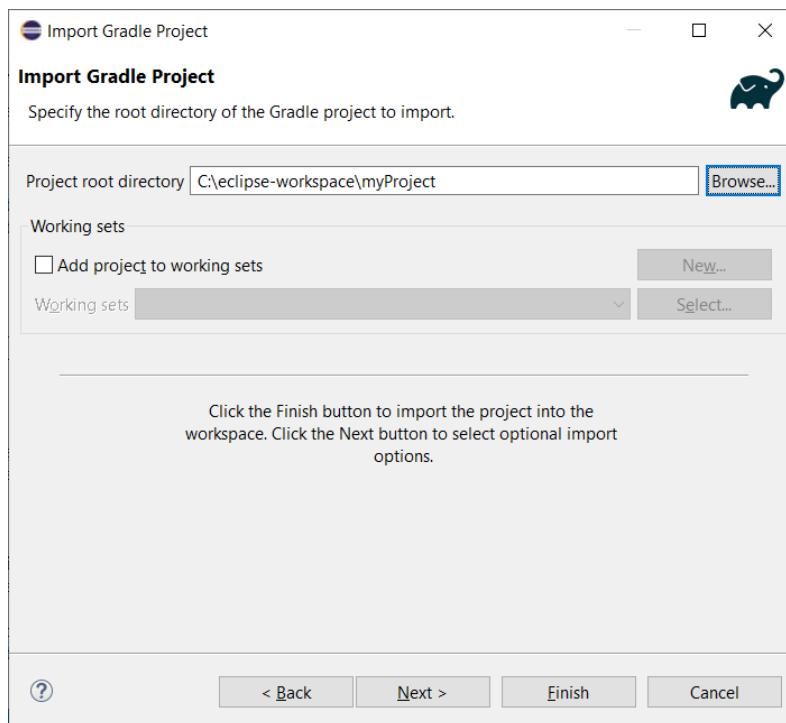 Import Gradle Project
Import Gradle Project
Specify the root directory of the Gradle project to import.
Project root directory C:\eclipse-workspace\myProject Browse...
Working sets
Add project to working sets New...
Working sets Select...
Click the Finish button to import the project into the
workspace. Click the Next button to select optional import
options.
? < Back Next > Finish Cancel